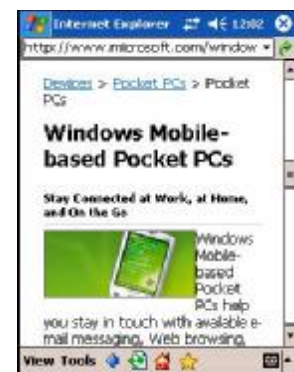 Internet Explorer 12:02
http://www.microsoft.com/window
Devices > Pocket PCs > Pocket
PCs
Windows Mobile-
based Pocket PCs
Stay Connected at Work, at Home,
and On the Go
Windows
Mobile-
based
Pocket
PCs help
you stay in touch with available e-
mail messaging, Web browsing,
View Tools